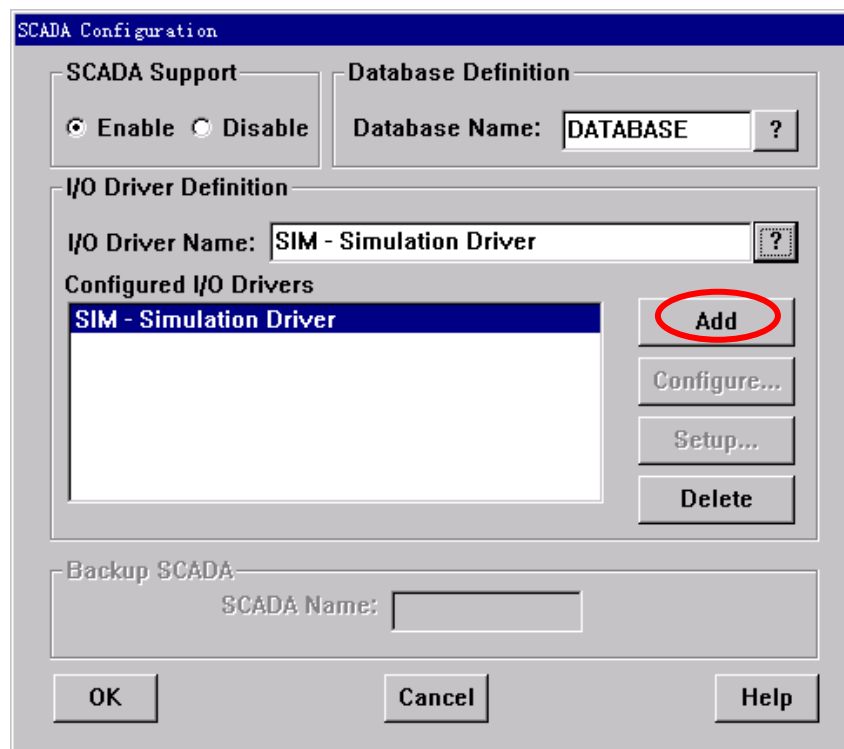 SCADA Configuration
SCADA Support
Enable Disable
Database Definition
Database Name: DATABASE ?
I/O Driver Definition
I/O Driver Name: SIM - Simulation Driver ?
Configured I/O Drivers
SIM - Simulation Driver
Add
Configure...
Setup...
Delete
Backup SCADA
SCADA Name:
OK Cancel Help